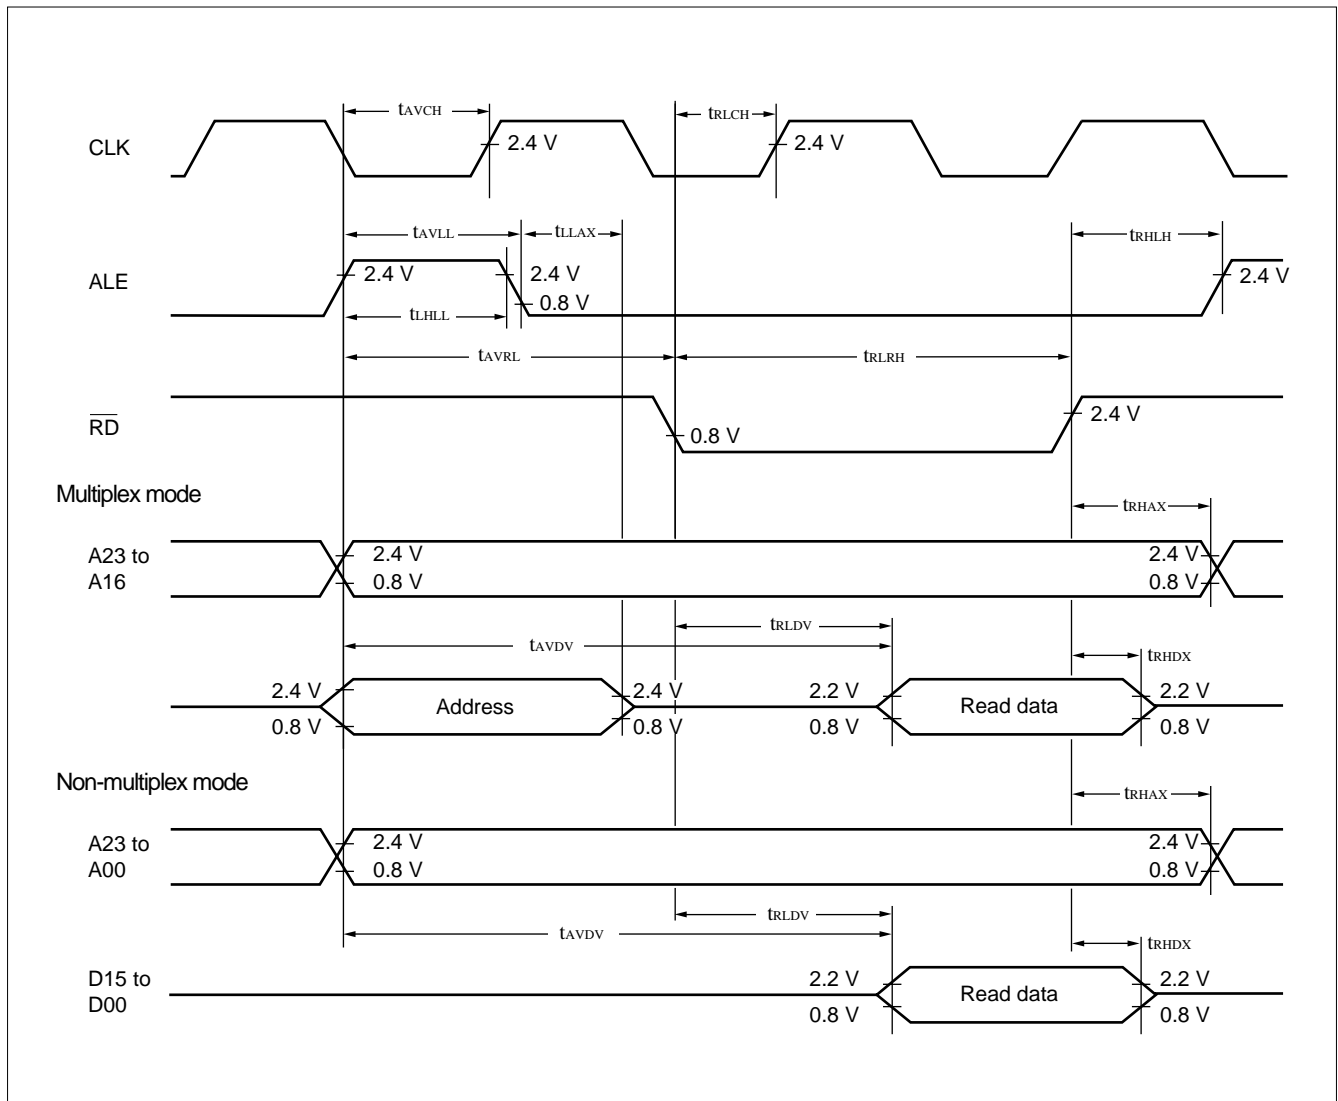 tAVCH
tRLCH
CLK
2.4 V
2.4 V
tAVLL
tLLAX
tRHLH
ALE
2.4 V
2.4 V
0.8 V
2.4 V
tLHLL
tAVRL
tRLRH
RD
0.8 V
2.4 V
Multiplex mode
tRHAX
A23 to
A16
2.4 V
0.8 V
2.4 V
0.8 V
tRLDV
tAVDV
tRHDX
2.4 V
0.8 V
Address
2.4 V
0.8 V
2.2 V
0.8 V
Read data
2.2 V
0.8 V
Non-multiplex mode
tRHAX
A23 to
A00
2.4 V
0.8 V
2.4 V
0.8 V
tRLDV
tAVDV
tRHDX
D15 to
D00
2.2 V
0.8 V
Read data
2.2 V
0.8 V